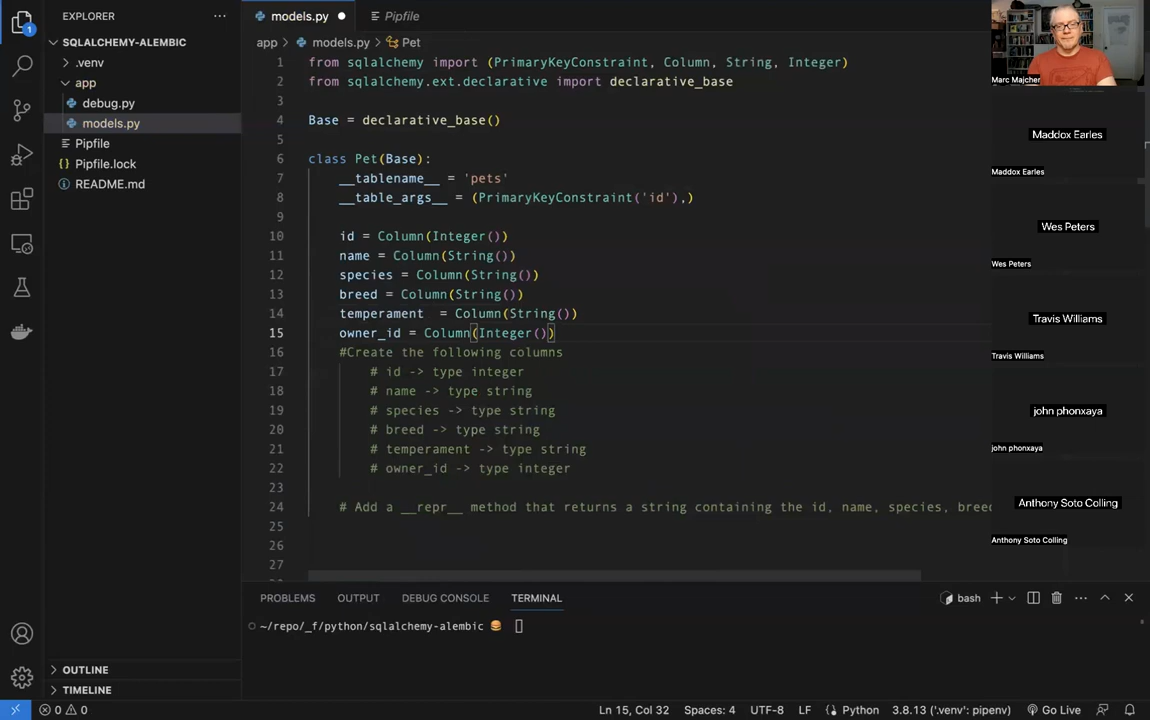 EXPLORER
models.py
Pipfile
SQLALCHEMY-ALEMBIC
.venv
app
debug.py
models.py
Pipfile
Pipfile.lock
README.md
OUTLINE
TIMELINE
1
app > models.py > Pet
1 from sqlalchemy import (PrimaryKeyConstraint, Column, String, Integer)
2 from sqlalchemy.ext.declarative import declarative_base
3
4 Base = declarative_base()
5
6 class Pet(Base):
7 __tablename__ = 'pets'
8 __table_args__ = (PrimaryKeyConstraint('id'),)
9
10 id = Column(Integer())
11 name = Column(String())
12 species = Column(String())
13 breed = Column(String())
14 temperament  = Column(String())
15 owner_id = Column(Integer())
16 #Create the following columns
17 # id -> type integer
18 # name -> type string
19 # species -> type string
20 # breed -> type string
21 # temperament -> type string
22 # owner_id -> type integer
23
24 # Add a __repr__ method that returns a string containing the id, name, species, breed
25
26
27
PROBLEMS OUTPUT DEBUG CONSOLE TERMINAL
bash
~/repo/_f/python/sqlalchemy-alembic 🍔
0 0
Ln 15, Col 32 Spaces: 4 UTF-8 LF Python 3.8.13 ('.venv': pipenv) Go Live
Marc Majcher
Maddox Earles
Maddox Earles
Wes Peters
Wes Peters
Travis Williams
Travis Williams
john phonxaya
john phonxaya
Anthony Soto Colling
Anthony Soto Colling